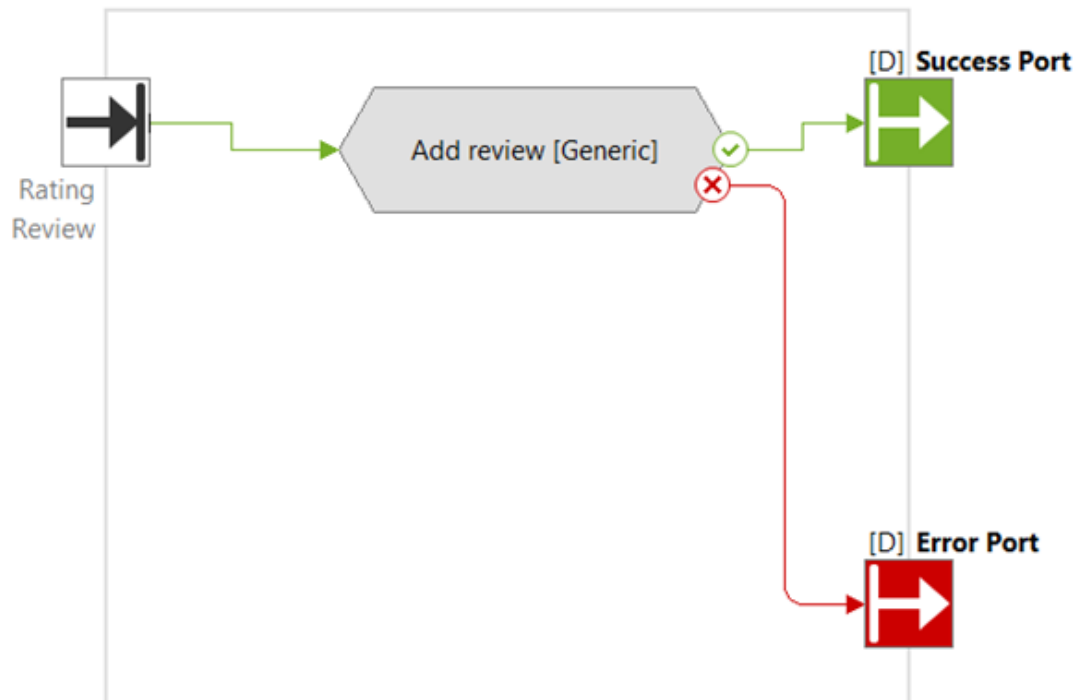 [D] Success Port
Add review [Generic]
Rating
Review
[D] Error Port